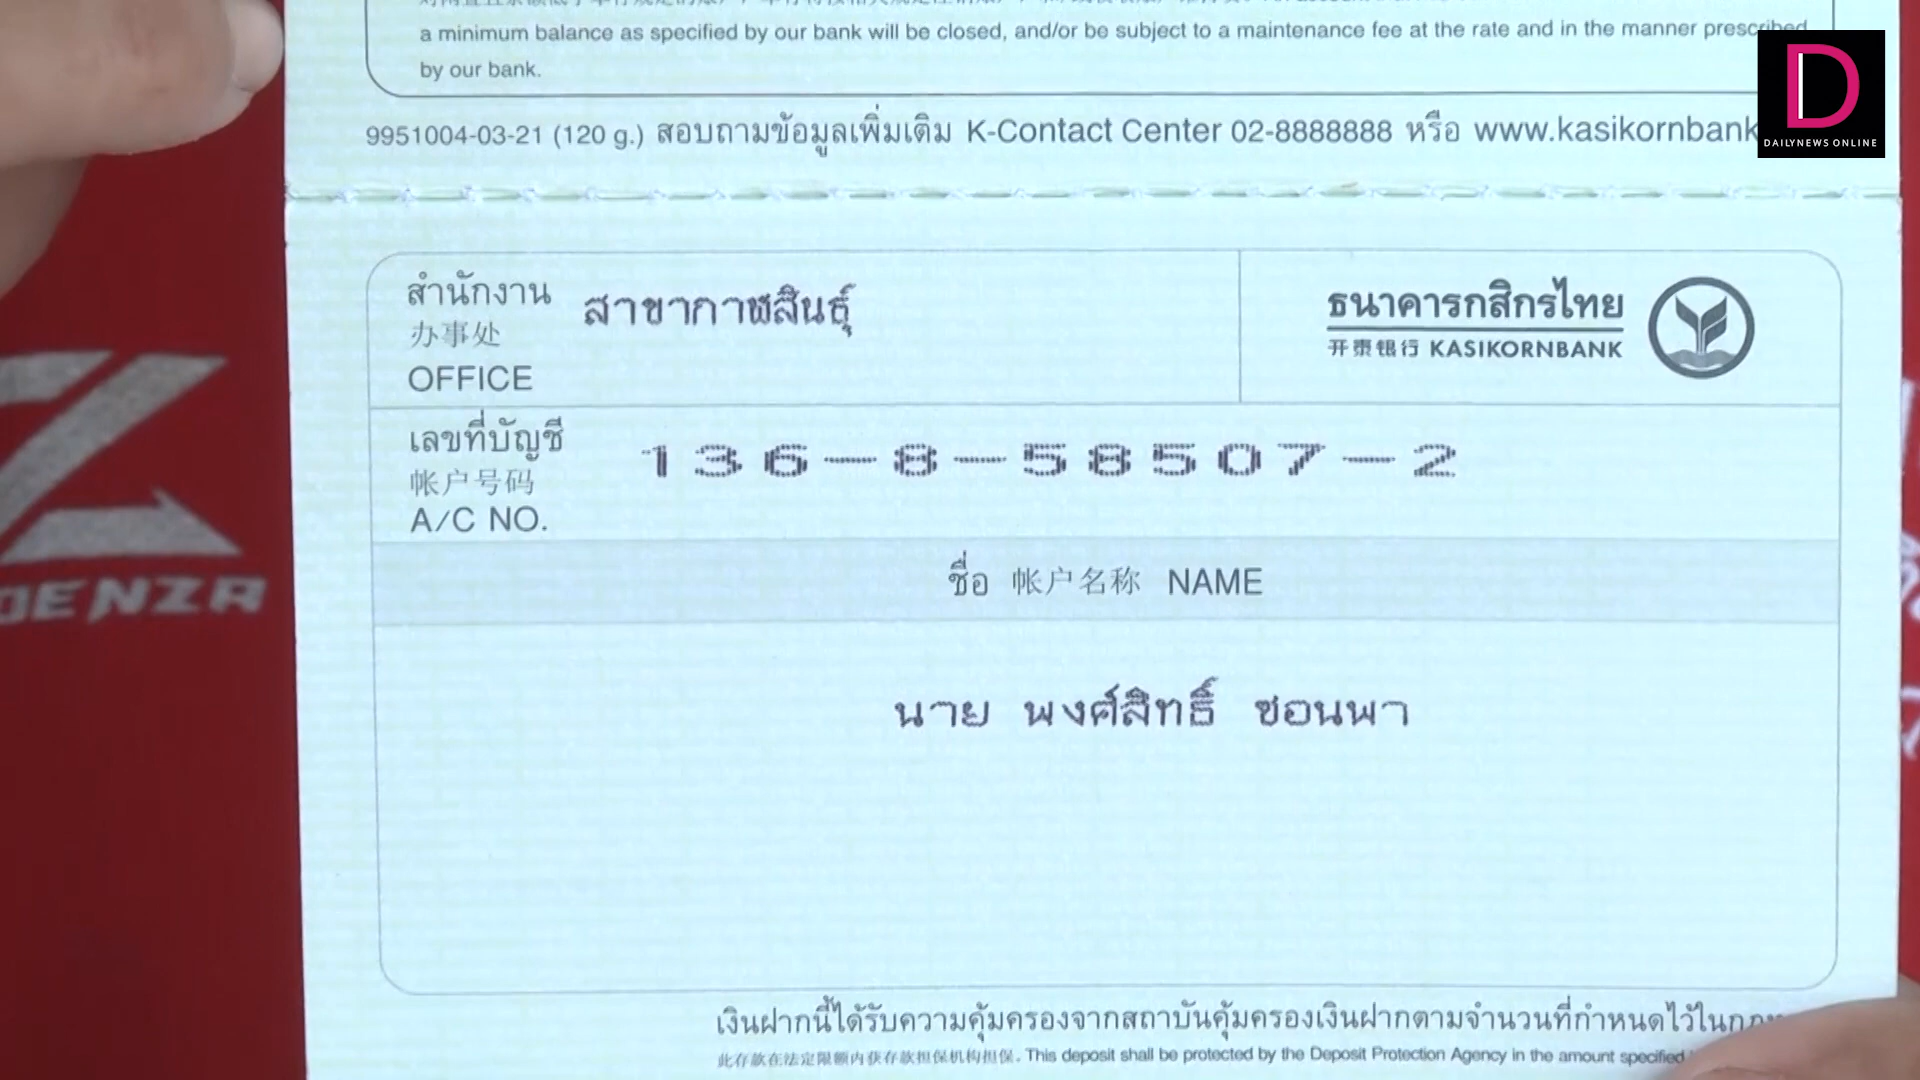 a minimum balance as specified by our bank will be closed, and/or be subject to a maintenance fee at the rate and in the manner prescribed
by our bank.
D
DAILYNEWS ONLINE
9951004-03-21 (120 g.) สอบถามข้อมูลเพิ่มเติม K-Contact Center 02-8888888 หรือ www.kasikornbank
สำนักงาน สาขากาฬสินธุ์
办事处
OFFICE
ธนาคารกสิกรไทย
开泰银行 KASIKORNBANK
เลขที่บัญชี 136-8-58507-2
帐户号码
A/C NO.
ชื่อ 帐户名称 NAME
นาย พงศ์สิทธิ์ ซอนพา
เงินฝากนี้ได้รับความคุ้มครองจากสถาบันคุ้มครองเงินฝากตามจำนวนที่กำหนดไว้ใน
此存款在法定限额内获存款担保机构担保. This deposit shall be protected by the Deposit Protection Agency in the amount specified
DENZA